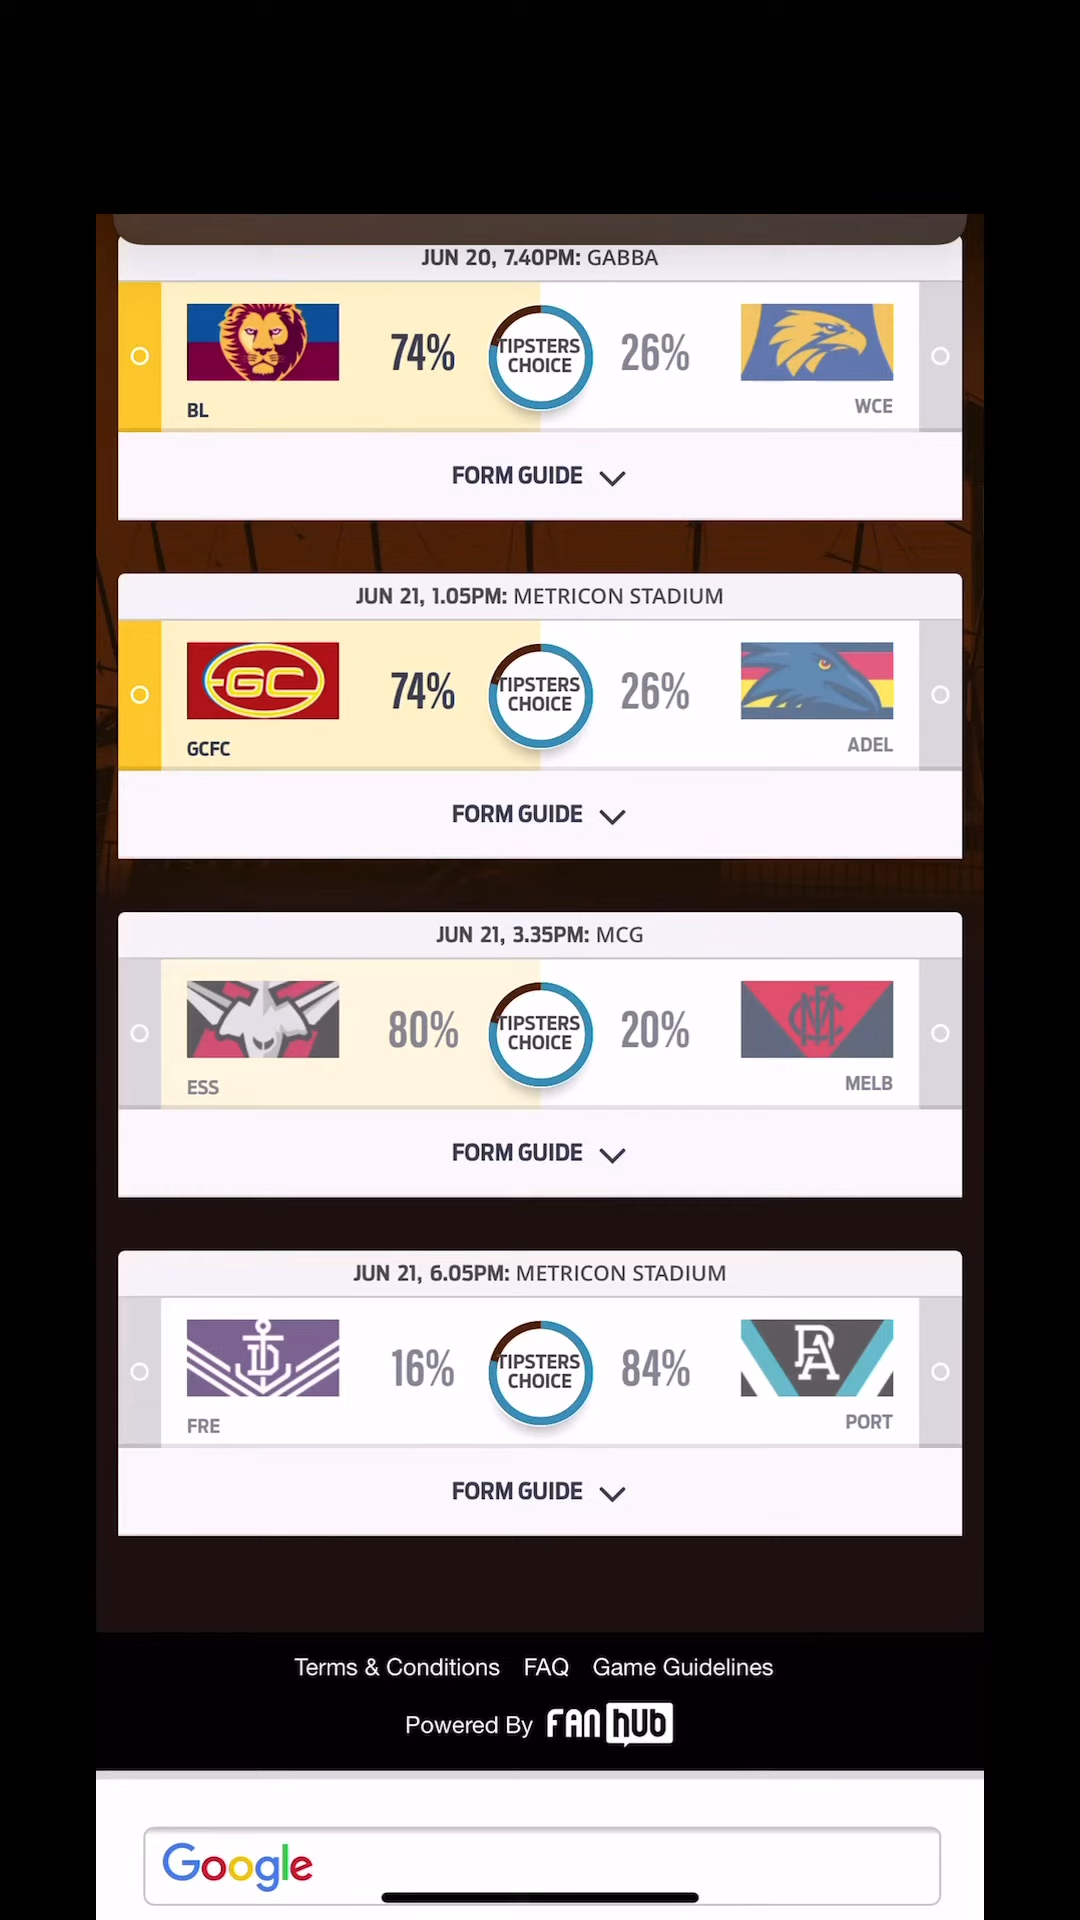 JUN 20, 7.40PM: GABBA
74% TIPSTERS CHOICE 26%
BL WCE
FORM GUIDE
JUN 21, 1.05PM: METRICON STADIUM
GC 74% TIPSTERS CHOICE 26%
GCFC ADEL
FORM GUIDE
JUN 21, 3.35PM: MCG
80% TIPSTERS CHOICE 20% MFC
ESS MELB
FORM GUIDE
JUN 21, 6.05PM: METRICON STADIUM
16% TIPSTERS CHOICE 84% PA
FRE PORT
FORM GUIDE
Terms & Conditions FAQ Game Guidelines
Powered By FAN hUb
Google